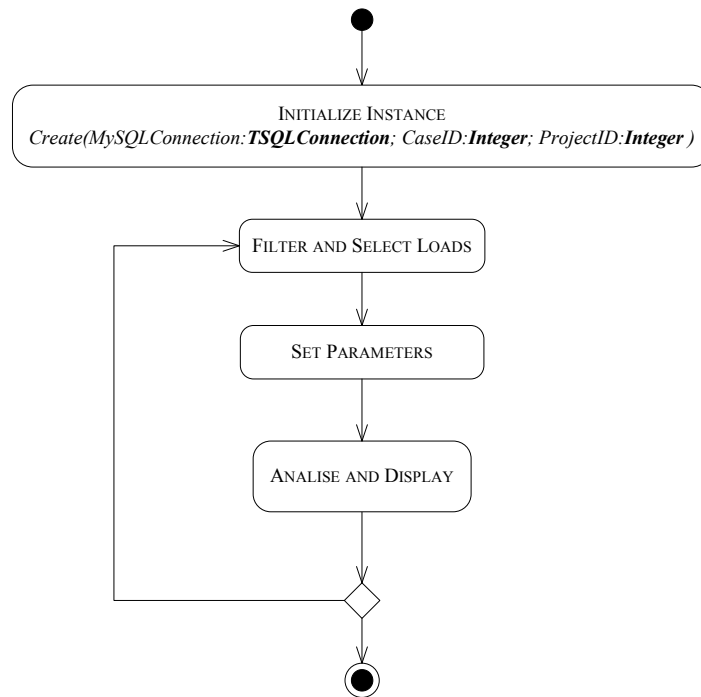 INITIALIZE INSTANCE
Create(MySQLConnection:TSQLConnection; CaseID:Integer; ProjectID:Integer )
FILTER AND SELECT LOADS
SET PARAMETERS
ANALISE AND DISPLAY